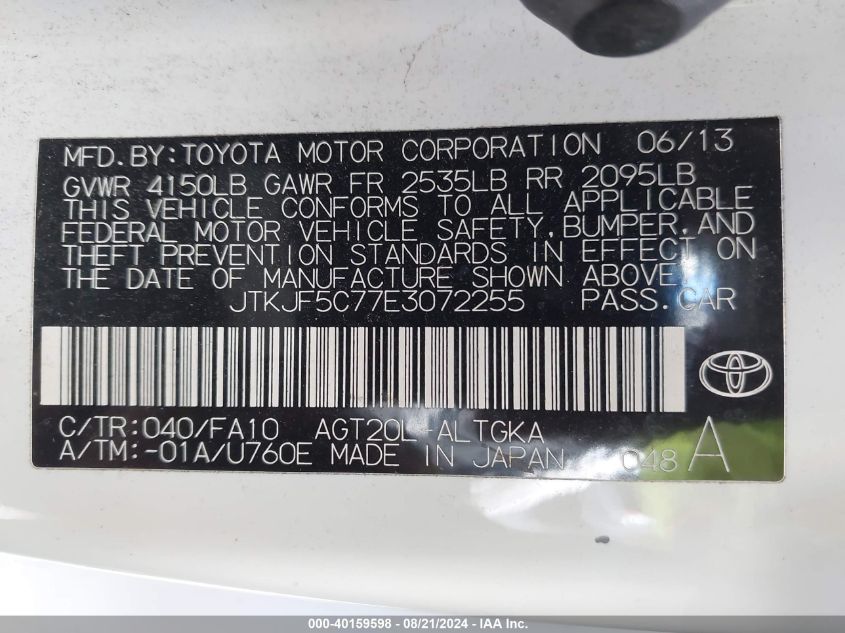 MFD.BY:TOYOTA MOTOR CORPORATION 06/13
GVWR 4150LB GAWR FR 2535LB RR 2095LB
THIS VEHICLE CONFORMS TO ALL APPLICABLE
FEDERAL MOTOR VEHICLE SAFETY,BUMPER,AND
THEFT PREVENTION STANDARDS IN EFFECT ON
THE DATE OF MANUFACTURE SHOWN ABOVE.
JTKJF5C77E3072255 PASS.CAR
C/TR:040/FA10 AGT20L-ALTGKA
A/TM:-01A/U760E MADE IN JAPAN 048 A
000-40159598 - 08/21/2024 - IAAI Inc.